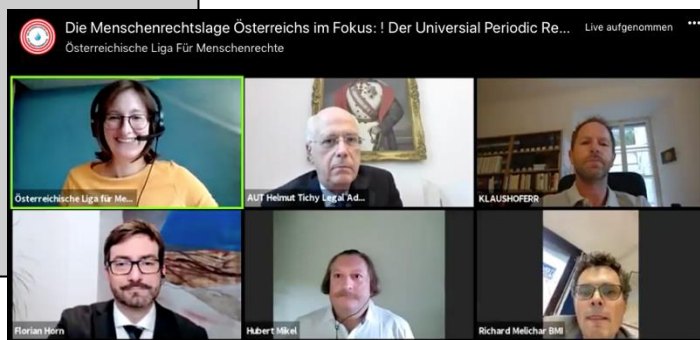 Die Menschenrechtslage Österreichs im Fokus: ! Der Universial Periodic Re...
Live aufgenommen
Österreichische Liga Für Menschenrechte
Österreichische Liga für Me...
AUT Helmut Tichy Legal Ad...
KLAUSHOFERR
Florian Horn
Hubert Mikel
Richard Melichar BMI